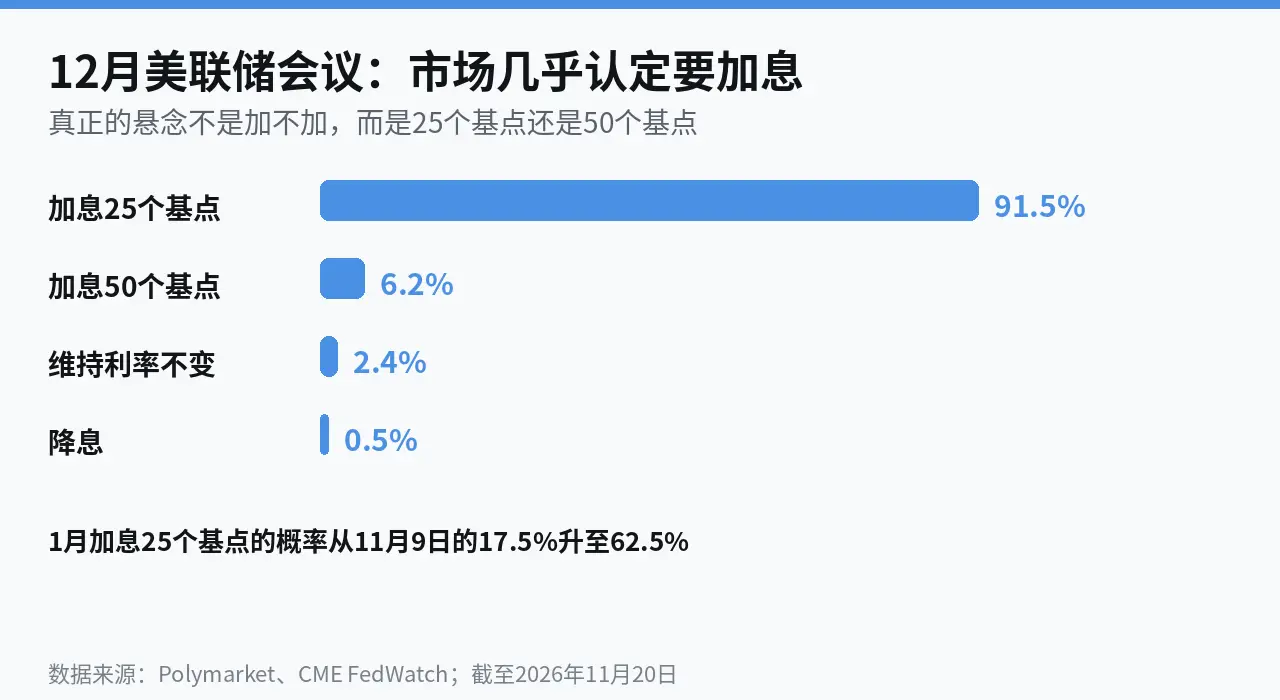 12月美联储会议：市场几乎认定要加息
真正的悬念不是加不加，而是25个基点还是50个基点
加息25个基点 91.5%
加息50个基点 6.2%
维持利率不变 2.4%
降息 0.5%
1月加息25个基点的概率从11月9日的17.5%升至62.5%
数据来源：Polymarket、CME FedWatch；截至2026年11月20日